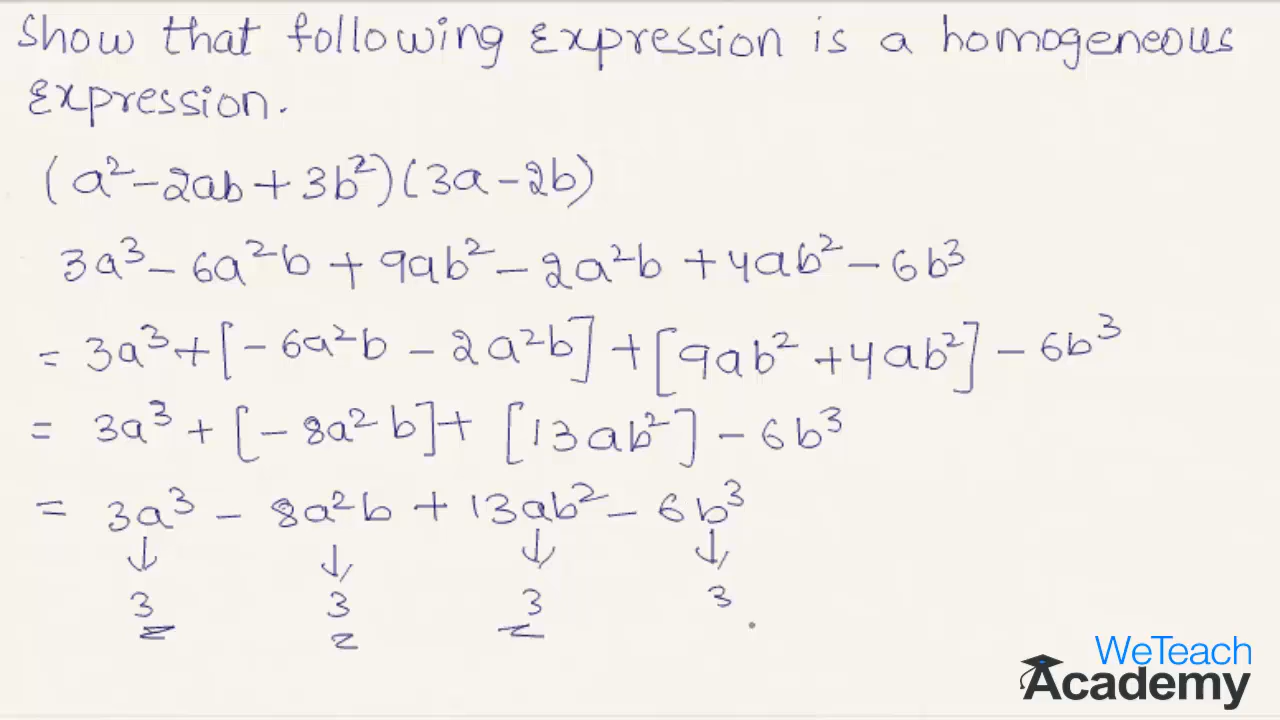 Show that following Expression is a homogeneous
Expression.
(a² - 2ab + 3b²)(3a - 2b)
3a³ - 6a²b + 9ab² - 2a²b + 4ab² - 6b³
= 3a³ + [- 6a²b - 2a²b] + [9ab² + 4ab²] - 6b³
= 3a³ + [- 8a²b] + [13ab²] - 6b³
= 3a³ - 8a²b + 13ab² - 6b³
↓ ↓ ↓ ↓
3 3 3 3
WeTeach
Academy